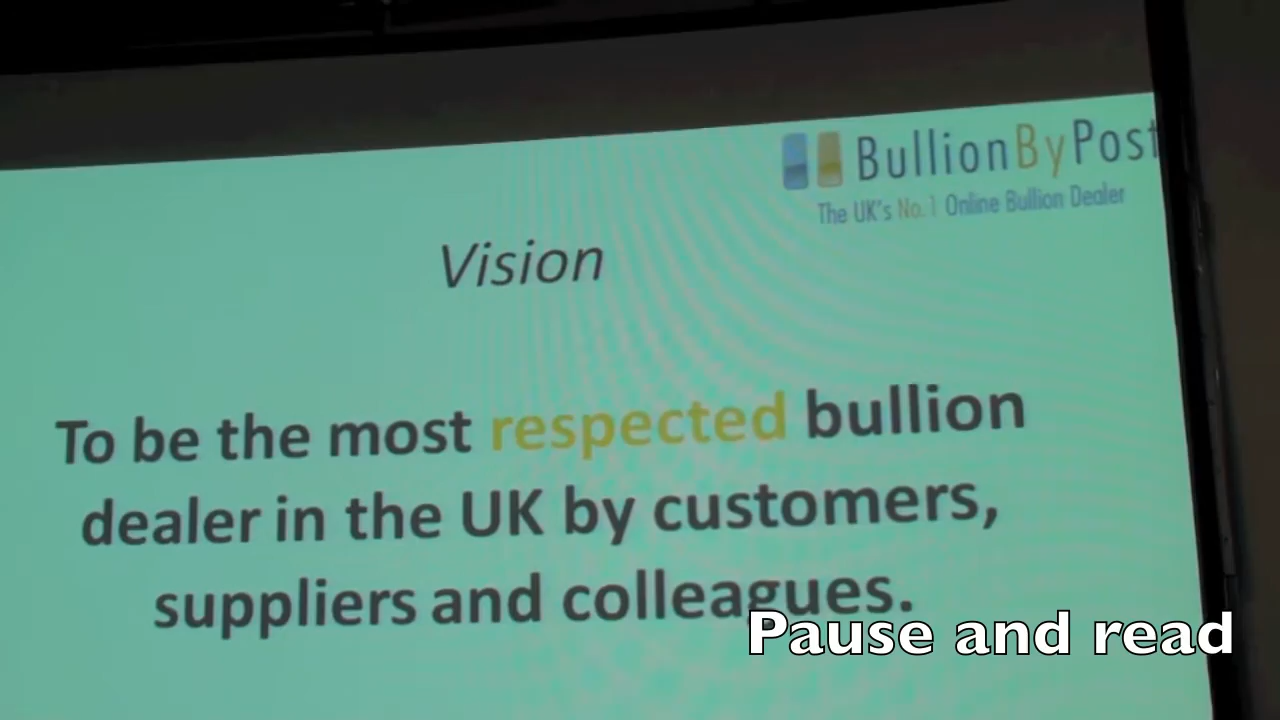 BullionByPost
The UK's No.1 Online Bullion Dealer
Vision
To be the most respected bullion
dealer in the UK by customers,
suppliers and colleagues.
Pause and read